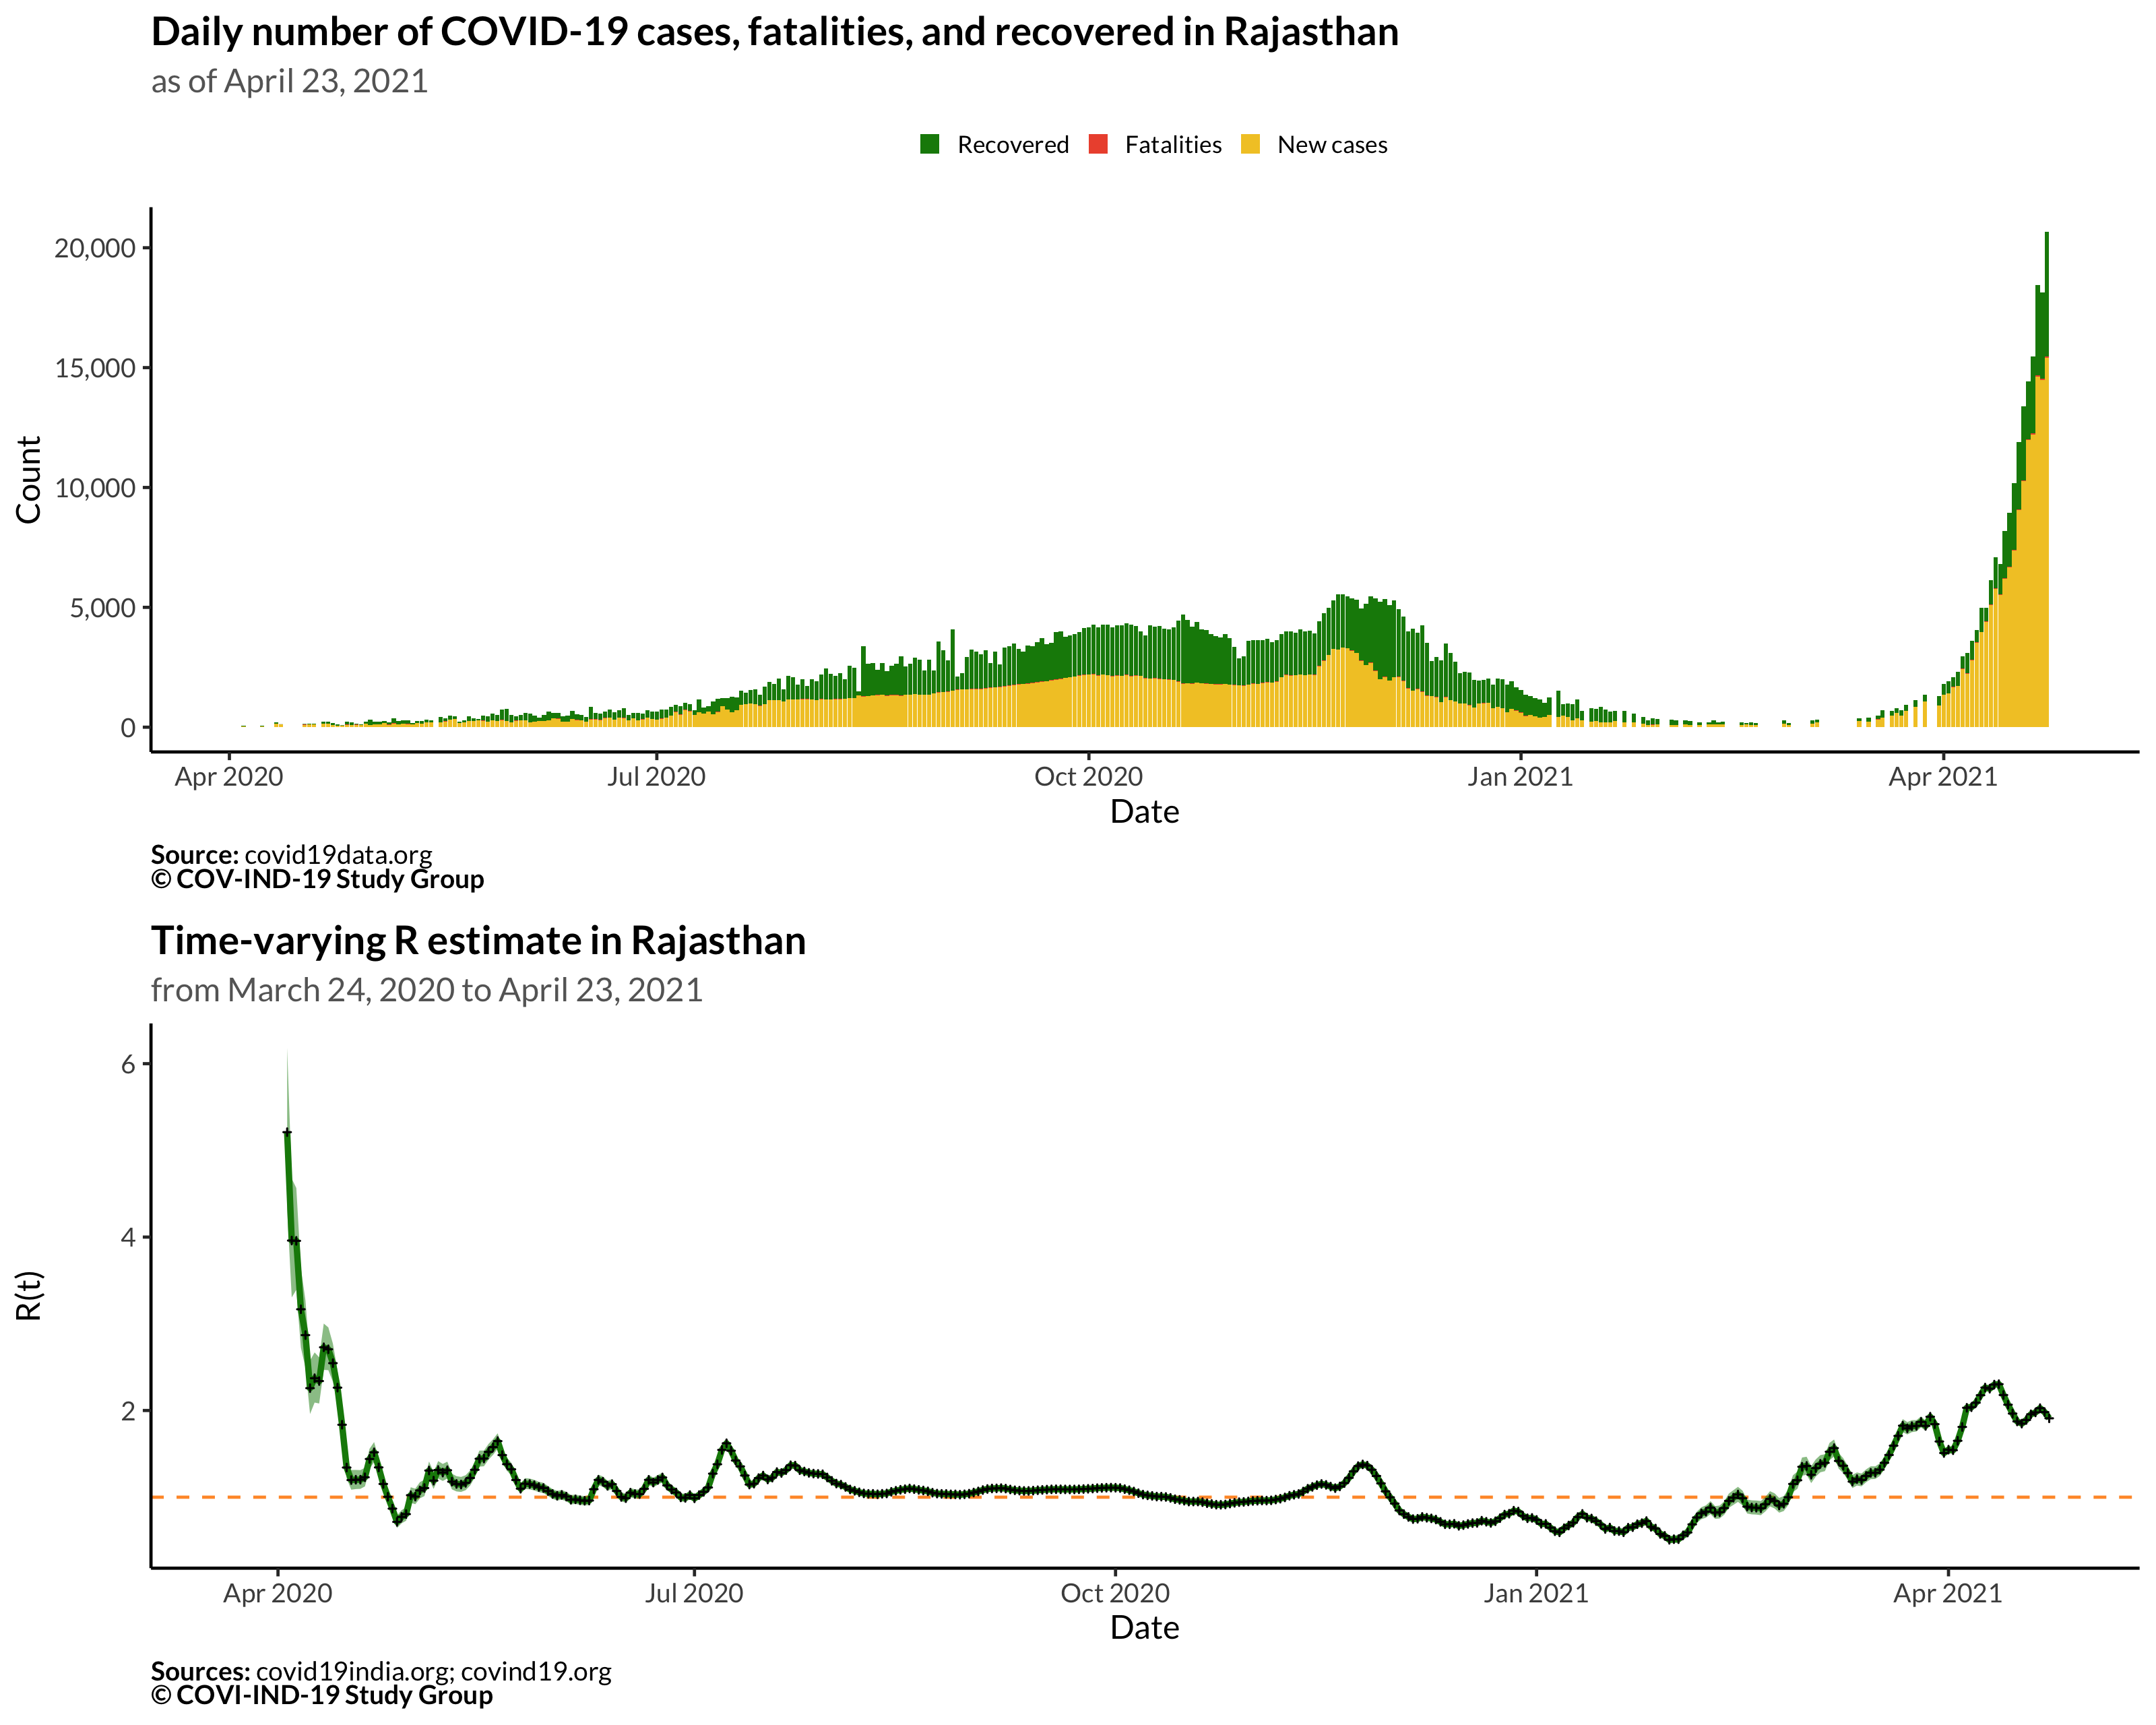 Daily number of COVID-19 cases, fatalities, and recovered in Rajasthan
as of April 23, 2021
Recovered Fatalities New cases
20,000
15,000
10,000
5,000
0
Count
Apr 2020 Jul 2020 Oct 2020 Jan 2021 Apr 2021
Date
Source: covid19data.org
© COV-IND-19 Study Group
Time-varying R estimate in Rajasthan
from March 24, 2020 to April 23, 2021
6
4
2
R(t)
Apr 2020 Jul 2020 Oct 2020 Jan 2021 Apr 2021
Date
Sources: covid19india.org; covind19.org
© COVI-IND-19 Study Group